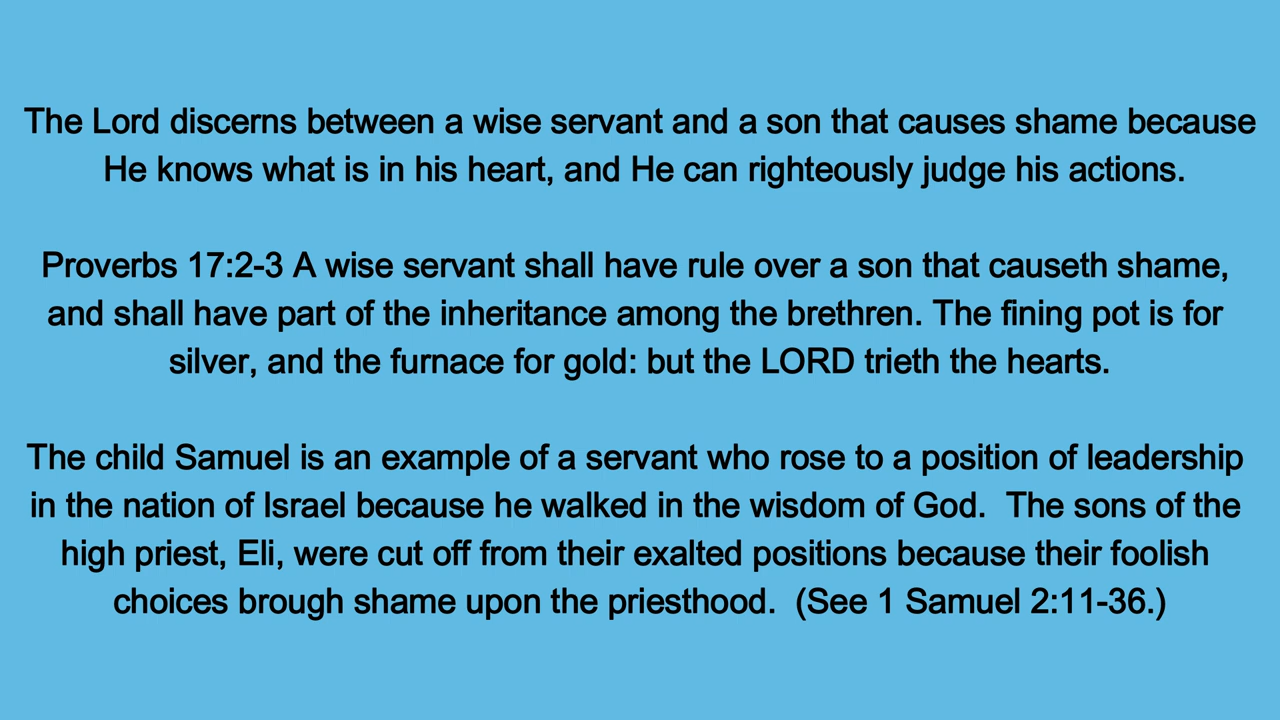 The Lord discerns between a wise servant and a son that causes shame because
He knows what is in his heart, and He can righteously judge his actions.
Proverbs 17:2-3 A wise servant shall have rule over a son that causeth shame,
and shall have part of the inheritance among the brethren. The fining pot is for
silver, and the furnace for gold: but the LORD trieth the hearts.
The child Samuel is an example of a servant who rose to a position of leadership
in the nation of Israel because he walked in the wisdom of God.  The sons of the
high priest, Eli, were cut off from their exalted positions because their foolish
choices brough shame upon the priesthood.  (See 1 Samuel 2:11-36.)